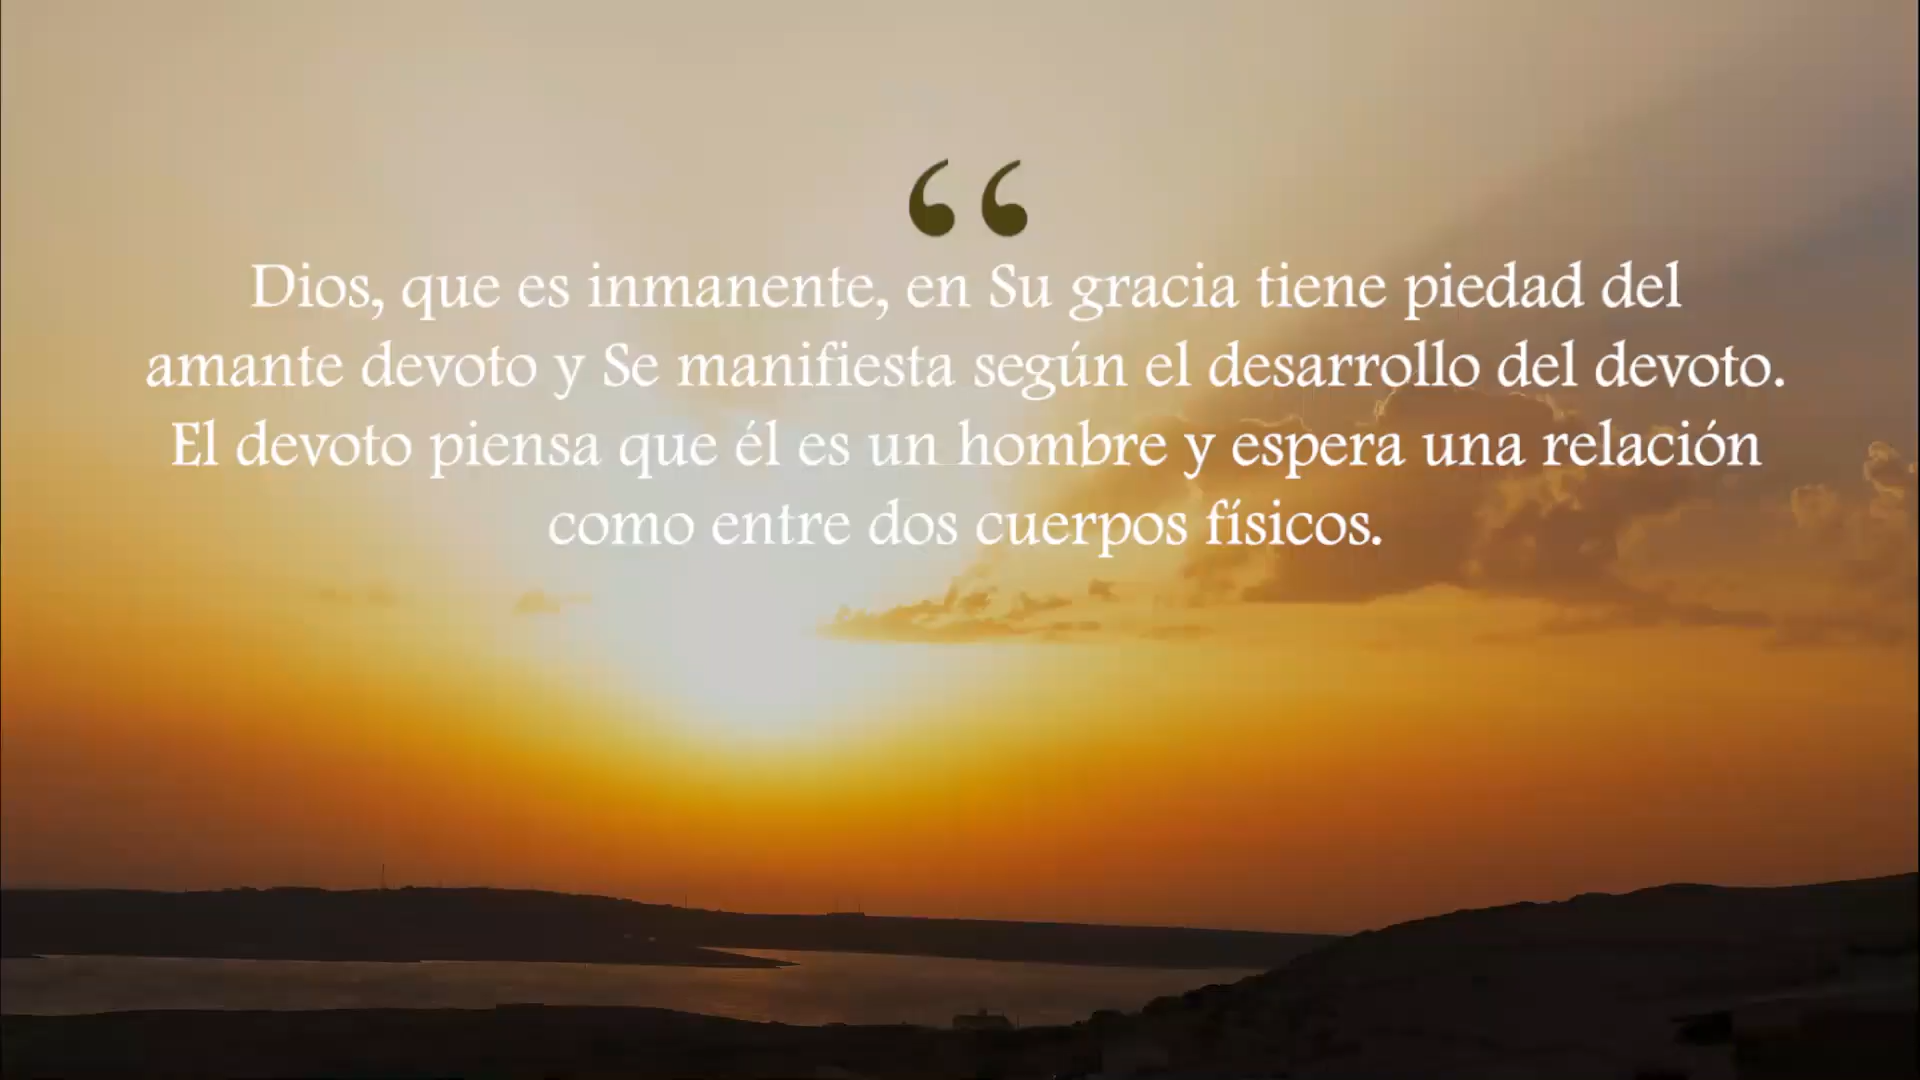 “
Dios, que es inmanente, en Su gracia tiene piedad del
amante devoto y Se manifiesta según el desarrollo del devoto.
El devoto piensa que él es un hombre y espera una relación
como entre dos cuerpos físicos.